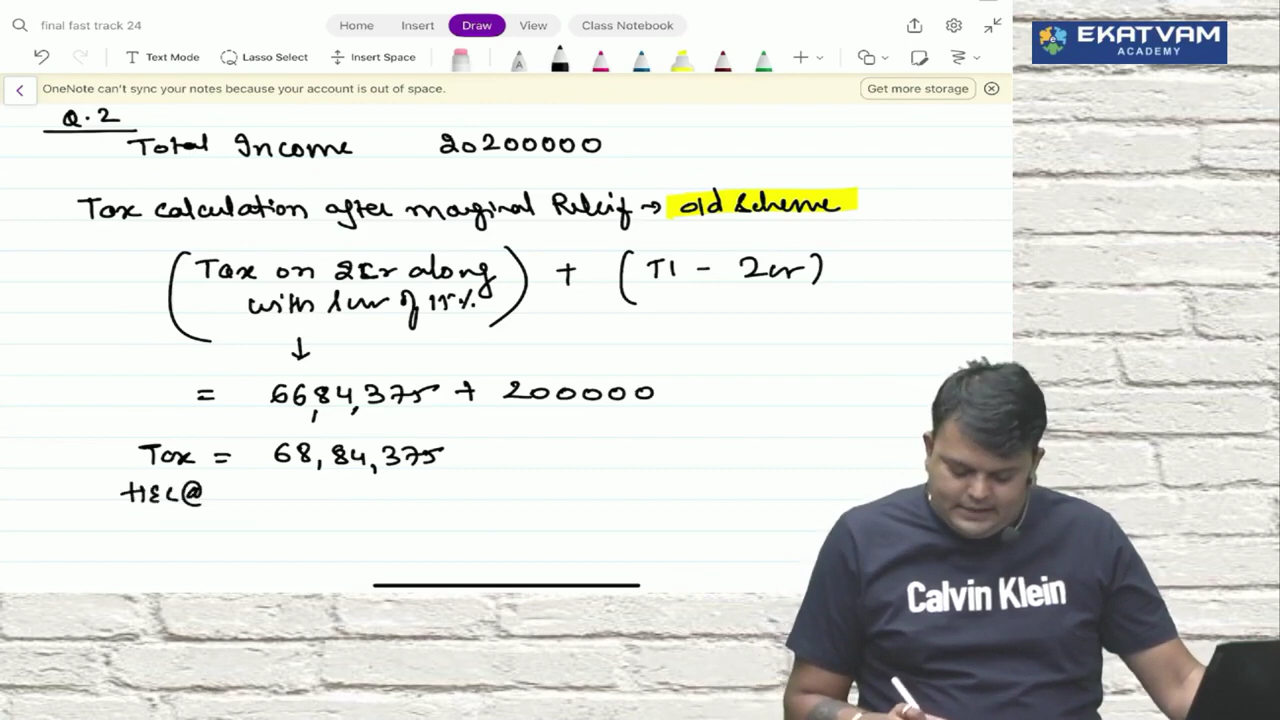 final fast track 24
Home Insert Draw View Class Notebook
Text Mode Lasso Select Insert Space
OneNote can't sync your notes because your account is out of space.
Get more storage
EKATVAM
ACADEMY
Q.2
Total Income 20200000
Tax calculation after marginal Releif → old Scheme
(Tax on 2Cr along with sur of 15%) + (TI - 2cr)
↓
= 66,84,375 + 200000
Tax = 68,84,375
HEC@
Calvin Klein